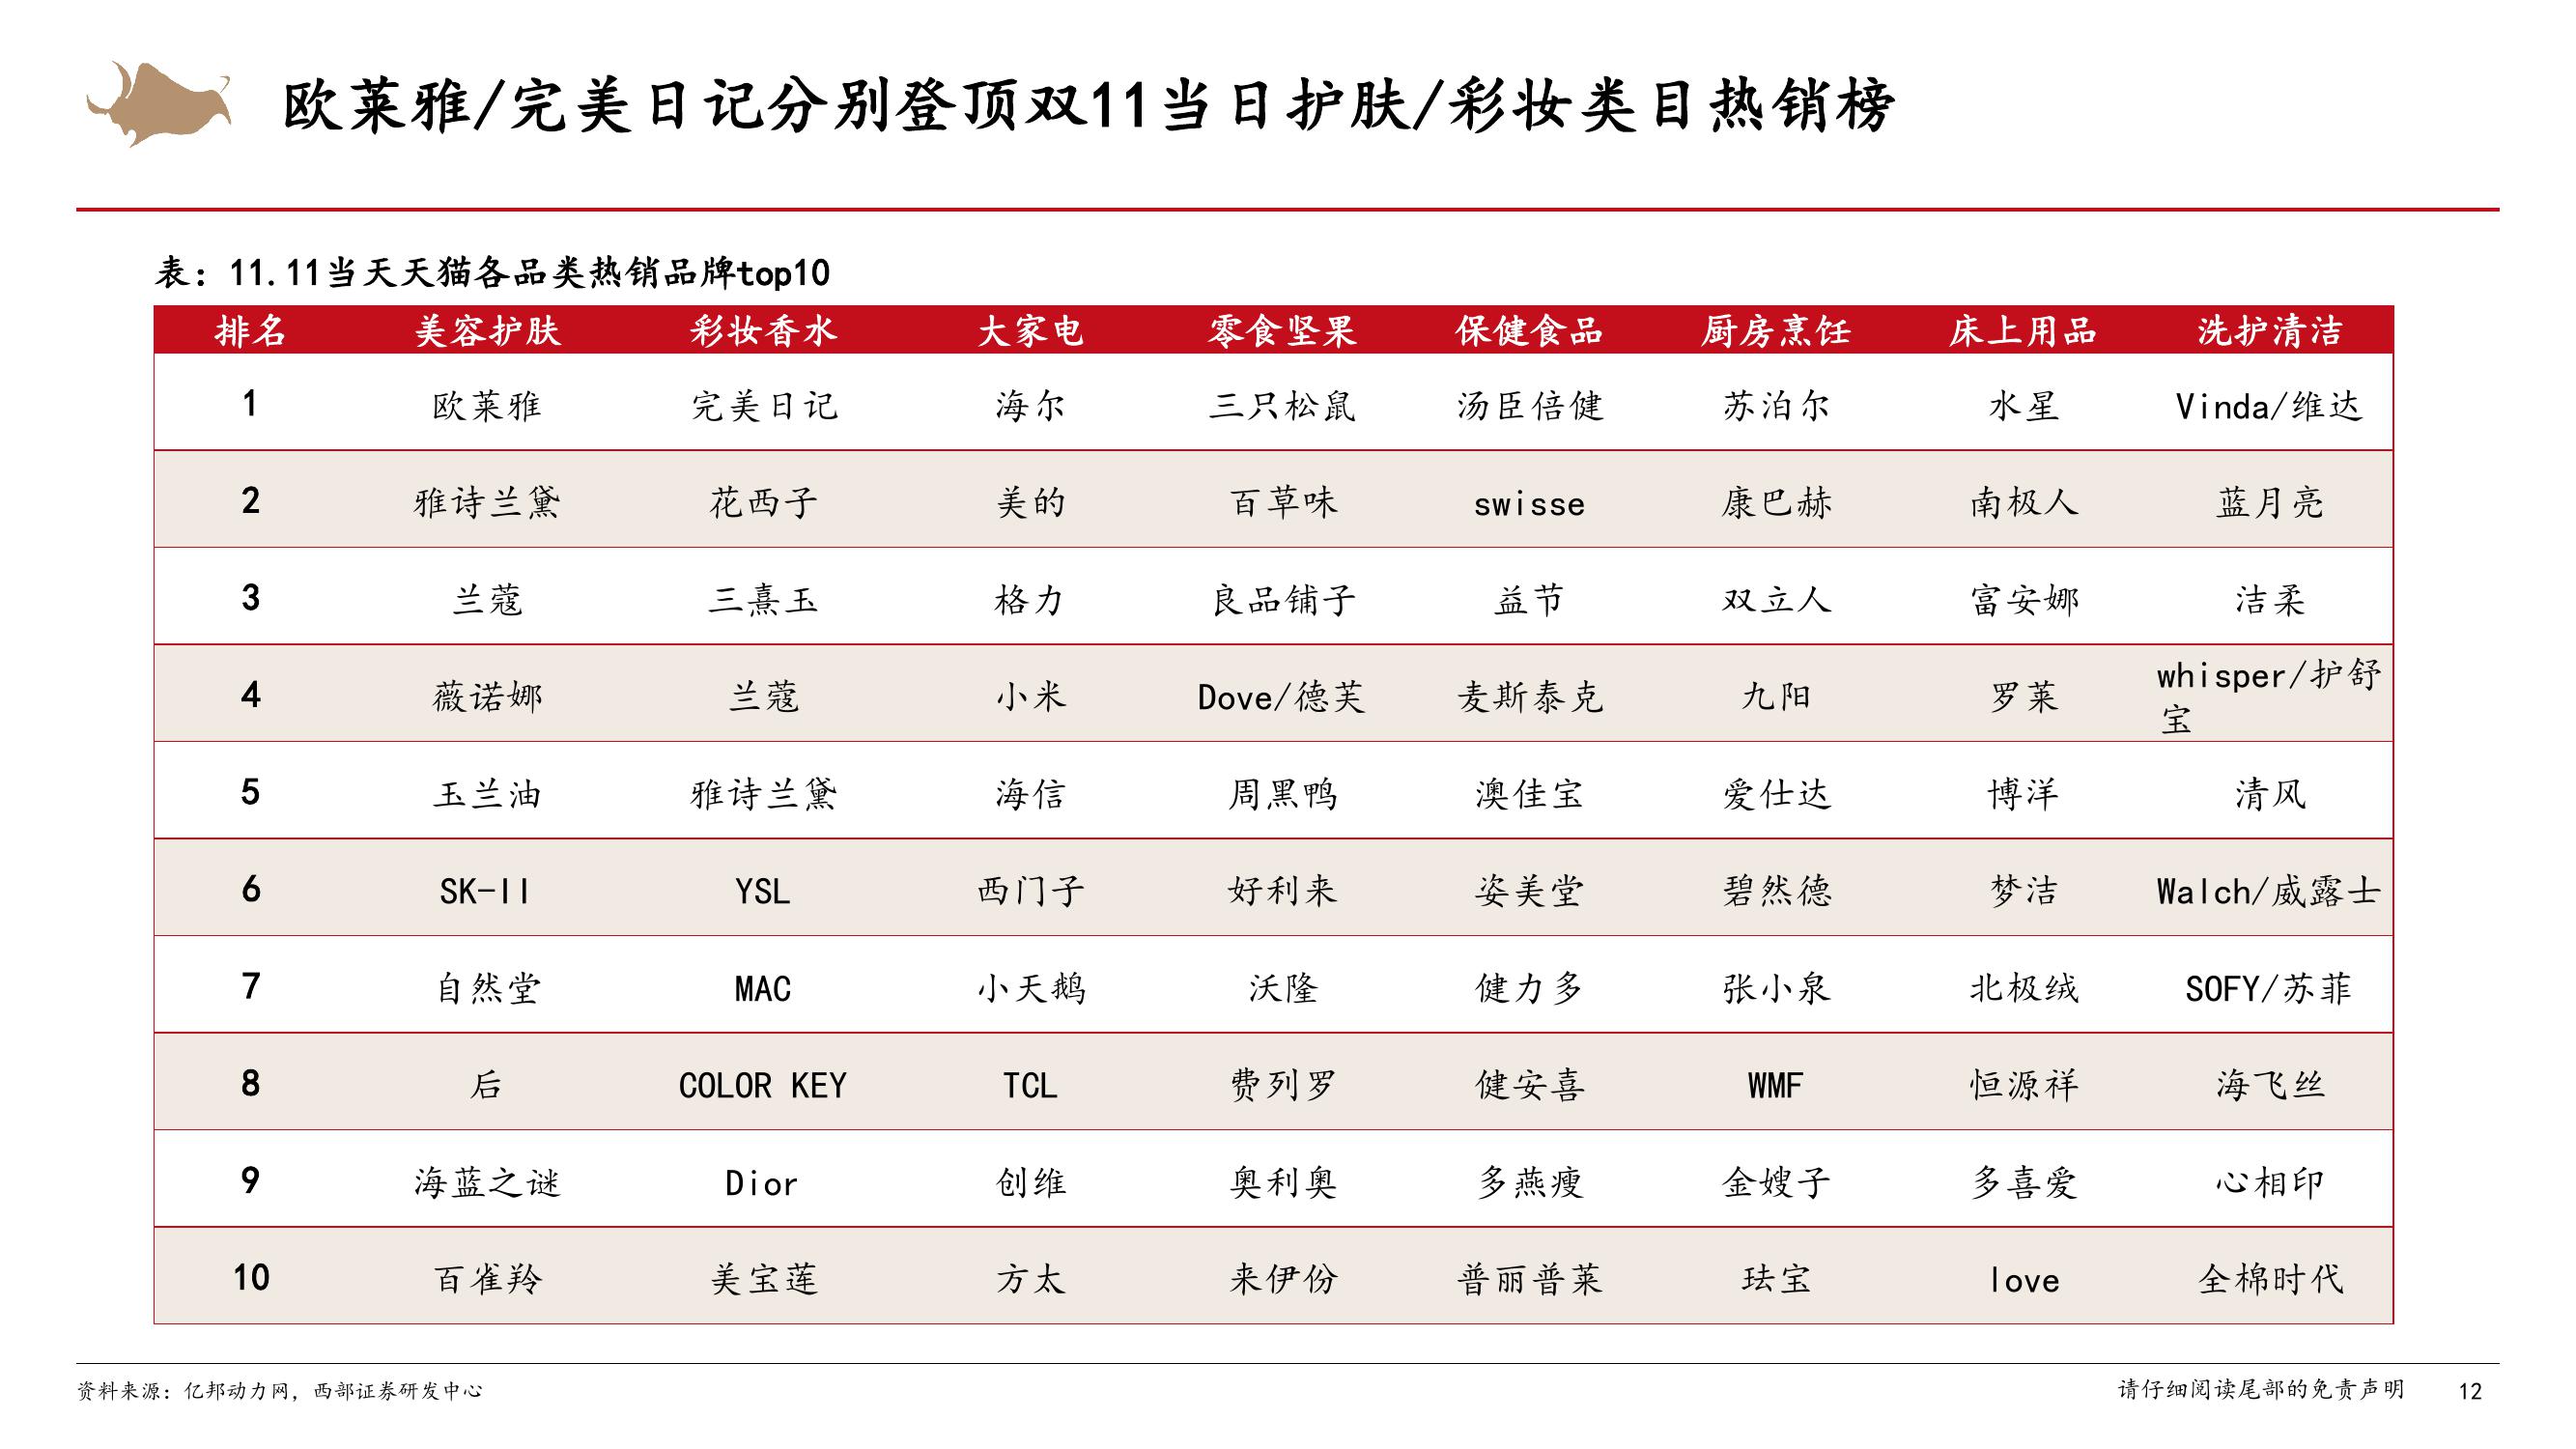 欧莱雅/完美日记分别登顶双11当日护肤/彩妆类目热销榜
表：11.11当天天猫各品类热销品牌top10
排名 美容护肤 彩妆香水 大家电 零食坚果 保健食品 厨房烹饪 床上用品 洗护清洁
1 欧莱雅 完美日记 海尔 三只松鼠 汤臣倍健 苏泊尔 水星 Vinda/维达
2 雅诗兰黛 花西子 美的 百草味 swisse 康巴赫 南极人 蓝月亮
3 兰蔻 三熹玉 格力 良品铺子 益节 双立人 富安娜 洁柔
4 薇诺娜 兰蔻 小米 Dove/德芙 麦斯泰克 九阳 罗莱 whisper/护舒
宝
5 玉兰油 雅诗兰黛 海信 周黑鸭 澳佳宝 爱仕达 博洋 清风
6 SK-II YSL 西门子 好利来 姿美堂 碧然德 梦洁 Walch/威露士
7 自然堂 MAC 小天鹅 沃隆 健力多 张小泉 北极绒 SOFY/苏菲
8 后 COLOR KEY TCL 费列罗 健安喜 WMF 恒源祥 海飞丝
9 海蓝之谜 Dior 创维 奥利奥 多燕瘦 金嫂子 多喜爱 心相印
10 百雀羚 美宝莲 方太 来伊份 普丽普莱 珐宝 love 全棉时代
资料来源：亿邦动力网，西部证券研发中心
请仔细阅读尾部的免责声明 12